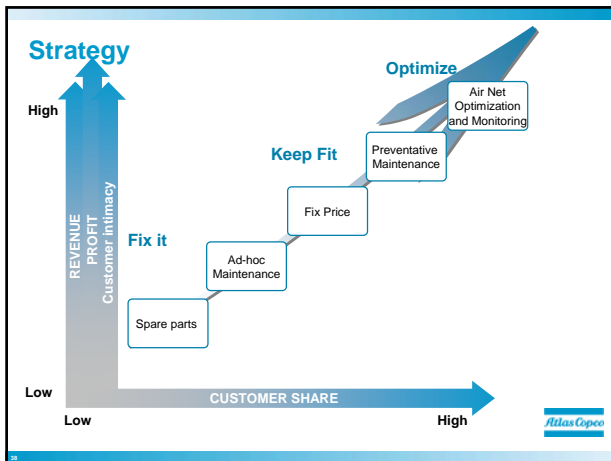 Strategy
Optimize
High
Air Net
Optimization
and Monitoring
Keep Fit
Preventative
Maintenance
Fix Price
Fix it
Ad-hoc
Maintenance
Spare parts
REVENUE
PROFIT
Customer intimacy
Low
CUSTOMER SHARE
Low
High
Atlas Copco
38